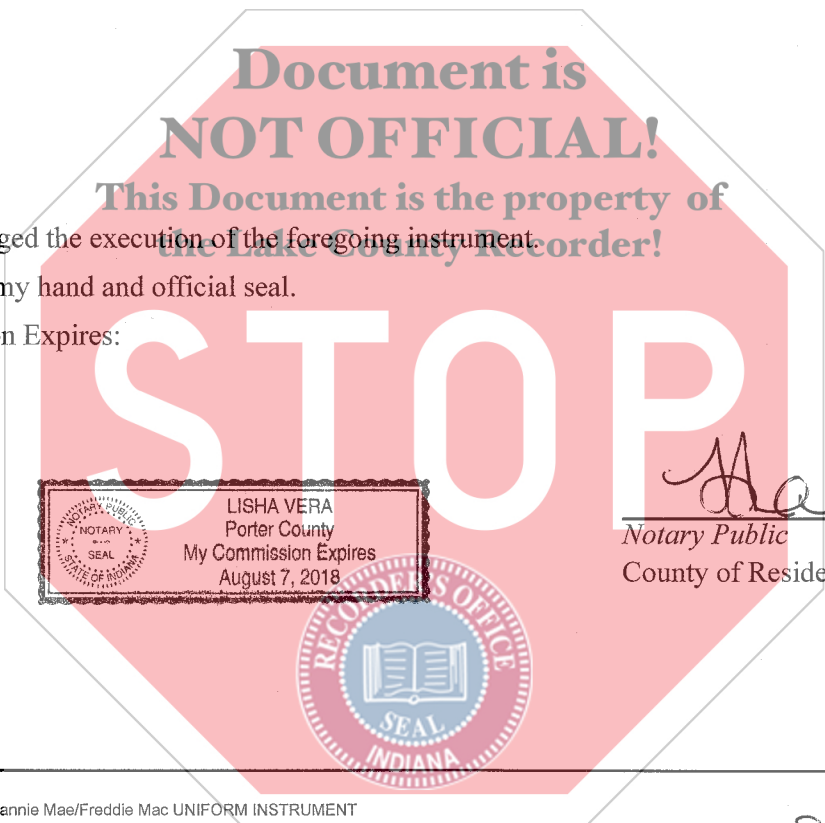 Document is
NOT OFFICIAL!
This Document is the property of
the Lake County Recorder!
ged the execution of the foregoing instrument.
my hand and official seal.
n Expires:
STOP
LISHA VERA
Porter County
My Commission Expires
August 7, 2018
NOTARY PUBLIC
NOTARY
SEAL
STATE OF INDIANA
Notary Public
County of Reside
RECORDER'S OFFICE
SEAL
INDIANA
annie Mae/Freddie Mac UNIFORM INSTRUMENT